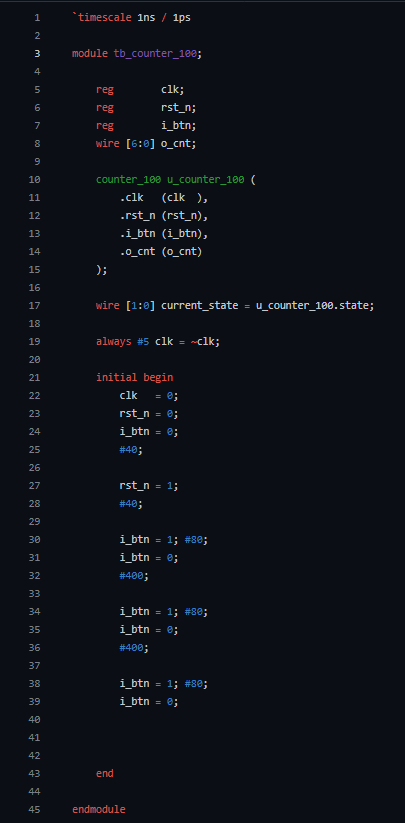 1 `timescale 1ns / 1ps
2
3 module tb_counter_100;
4
5     reg        clk;
6     reg        rst_n;
7     reg        i_btn;
8     wire [6:0] o_cnt;
9
10     counter_100 u_counter_100 (
11         .clk   (clk  ),
12         .rst_n (rst_n),
13         .i_btn (i_btn),
14         .o_cnt (o_cnt)
15     );
16
17     wire [1:0] current_state = u_counter_100.state;
18
19     always #5 clk = ~clk;
20
21     initial begin
22         clk   = 0;
23         rst_n = 0;
24         i_btn = 0;
25         #40;
26
27         rst_n = 1;
28         #40;
29
30         i_btn = 1; #80;
31         i_btn = 0;
32         #400;
33
34         i_btn = 1; #80;
35         i_btn = 0;
36         #400;
37
38         i_btn = 1; #80;
39         i_btn = 0;
40
41
42
43     end
44
45 endmodule